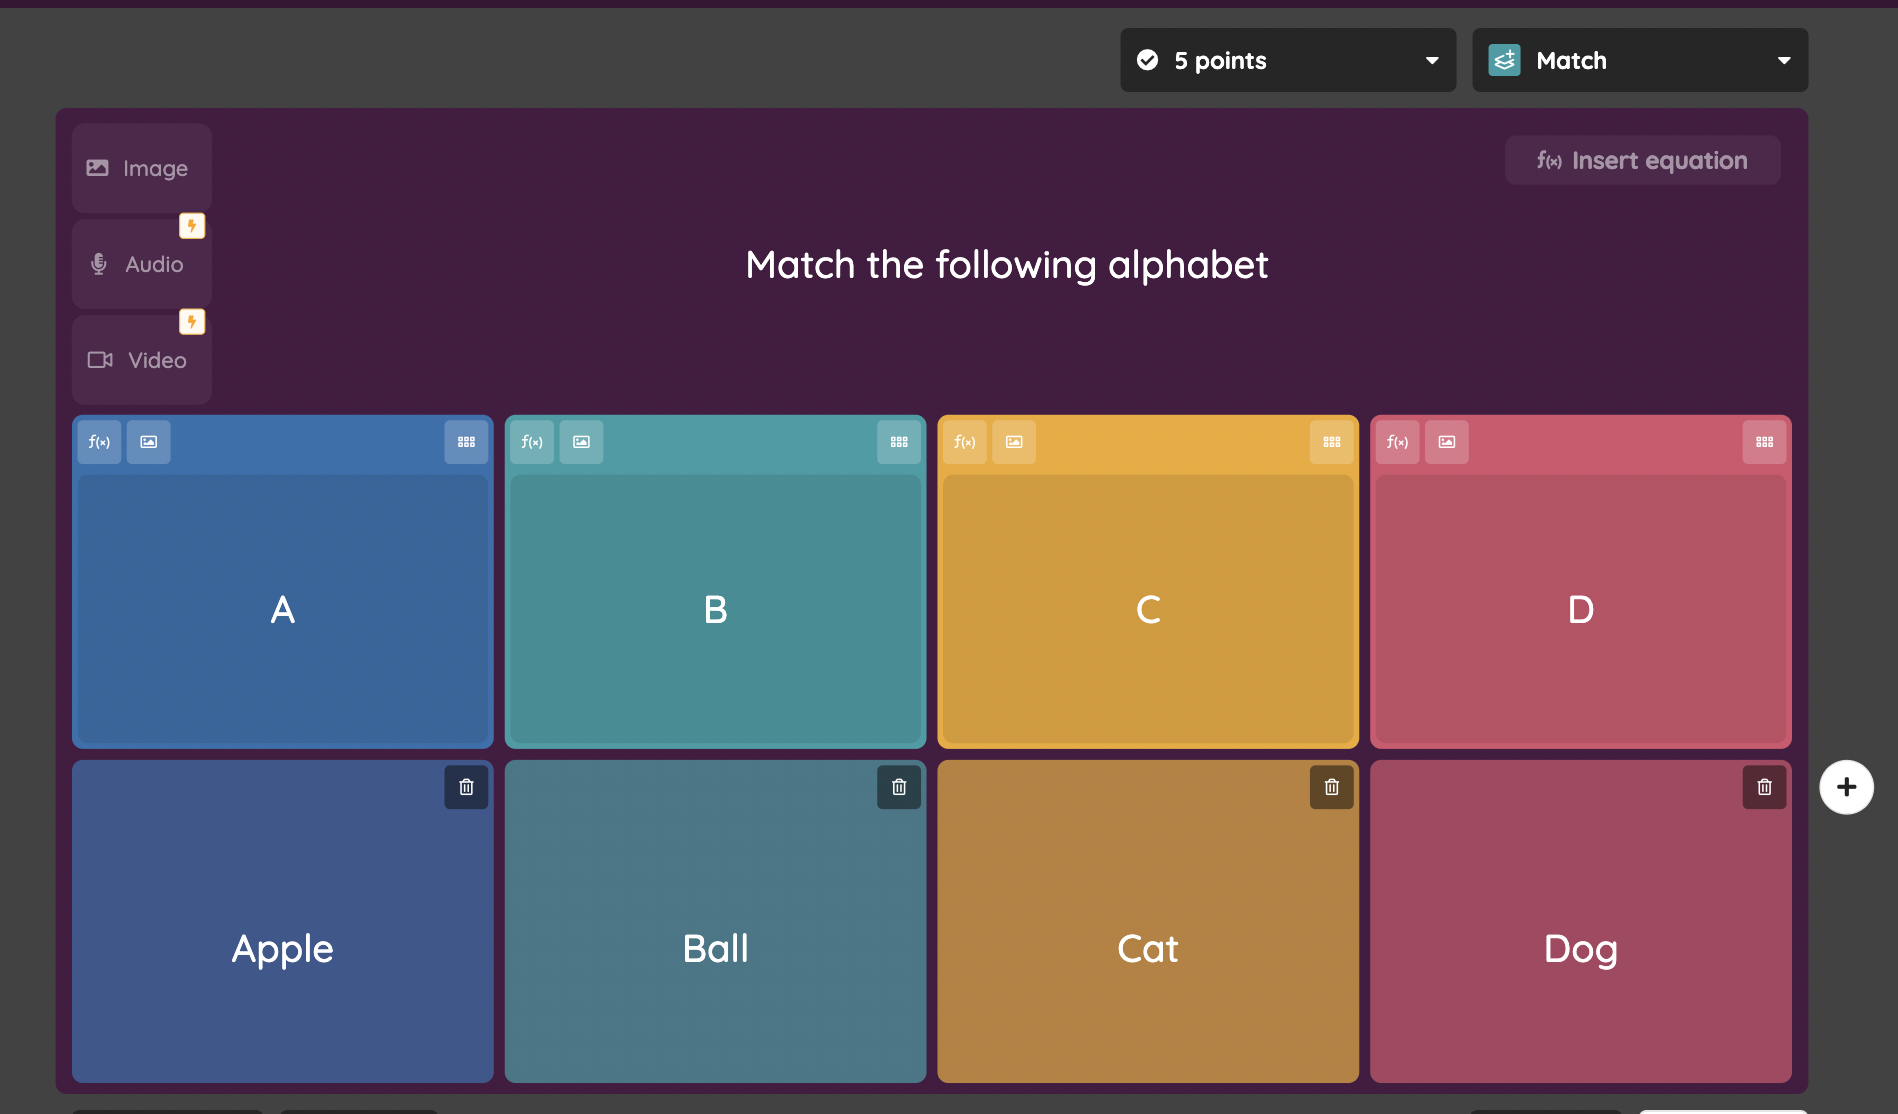 5 points
Match
Image
f(x) Insert equation
Audio
Match the following alphabet
Video
f(x)
f(x)
f(x)
f(x)
A
B
C
D
Apple
Ball
Cat
Dog